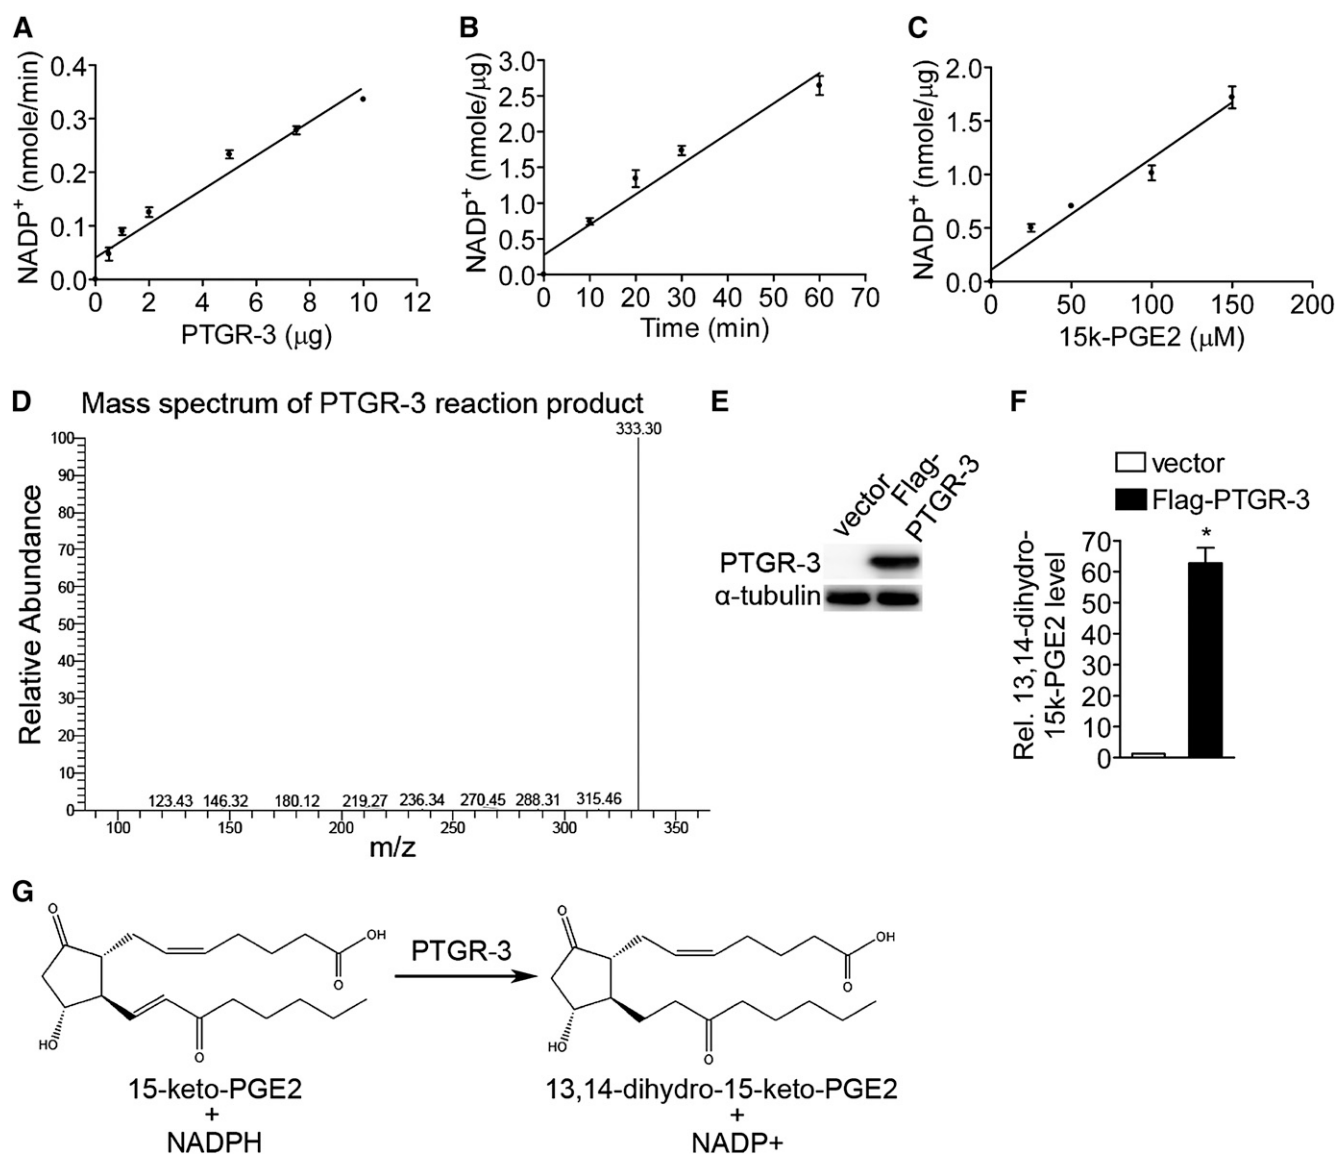 A
NADP+ (nmole/min)
0.4
0.3
0.2
0.1
0.0
0 2 4 6 8 10 12
PTGR-3 (µg)
B
NADP+ (nmole/µg)
3.0
2.5
2.0
1.5
1.0
0.5
0.0
0 10 20 30 40 50 60 70
Time (min)
C
NADP+ (nmole/µg)
2.0
1.5
1.0
0.5
0.0
0 50 100 150 200
15k-PGE2 (µM)
D
Mass spectrum of PTGR-3 reaction product
333.30
Relative Abundance
100
90
80
70
60
50
40
30
20
10
0
123.43 146.32 180.12 219.27 236.34 270.45 288.31 315.46
100 150 200 250 300 350
m/z
E
vector
Flag-
PTGR-3
PTGR-3
α-tubulin
F
vector
Flag-PTGR-3
*
Rel. 13,14-dihydro-
15k-PGE2 level
70
60
50
40
30
20
10
0
G
O
OH
O
HO
O
PTGR-3
O
OH
O
HO
O
15-keto-PGE2
+
NADPH
13,14-dihydro-15-keto-PGE2
+
NADP+